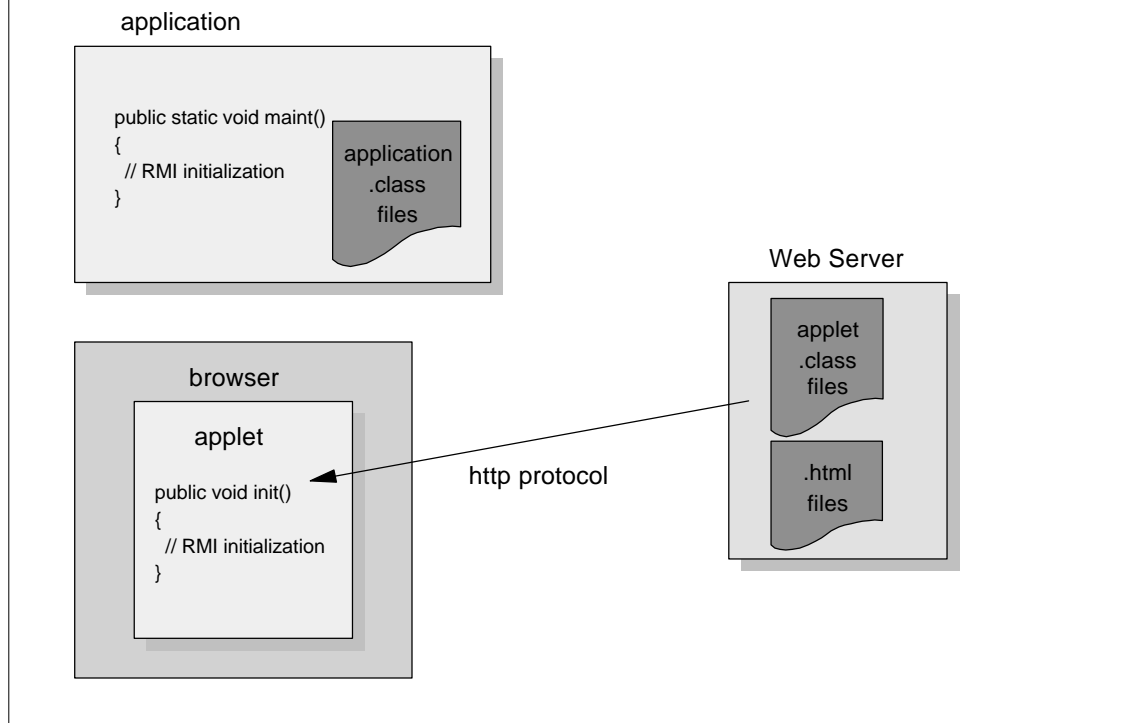 application
public static void maint()
{
// RMI initialization
}
application
.class
files
Web Server
applet
.class
files
.html
files
http protocol
browser
applet
public void init()
{
// RMI initialization
}